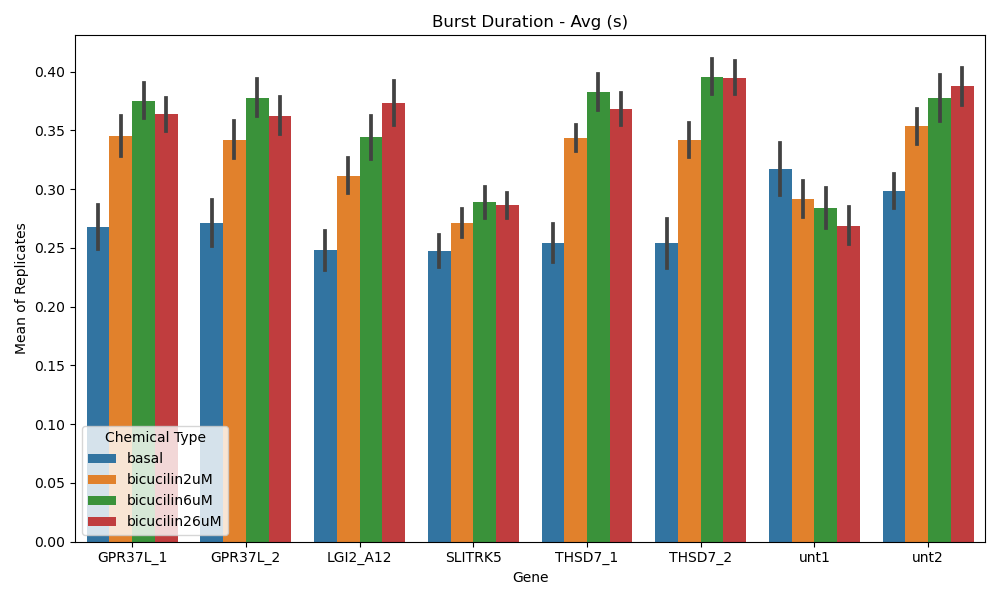 Burst Duration - Avg (s)
Mean of Replicates
0.40
0.35
0.30
0.25
0.20
0.15
0.10
0.05
0.00
Chemical Type
basal
bicucilin2uM
bicucilin6uM
bicucilin26uM
GPR37L_1
GPR37L_2
LGI2_A12
SLITRK5
THSD7_1
THSD7_2
unt1
unt2
Gene